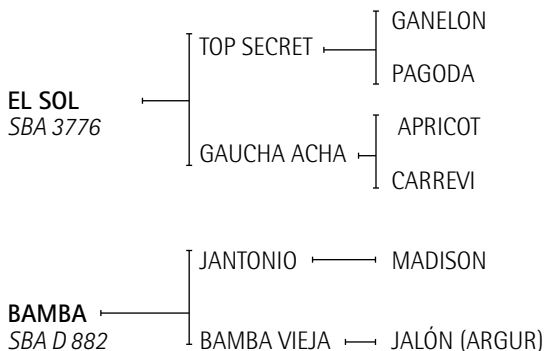 GANELON
TOP SECRET
PAGODA
EL SOL
SBA 3776
APRICOT
GAUCHA ACHA
CARREVI
JANTONIO MADISON
BAMBA
SBA D 882
BAMBA VIEJA JALÓN (ARGUR)